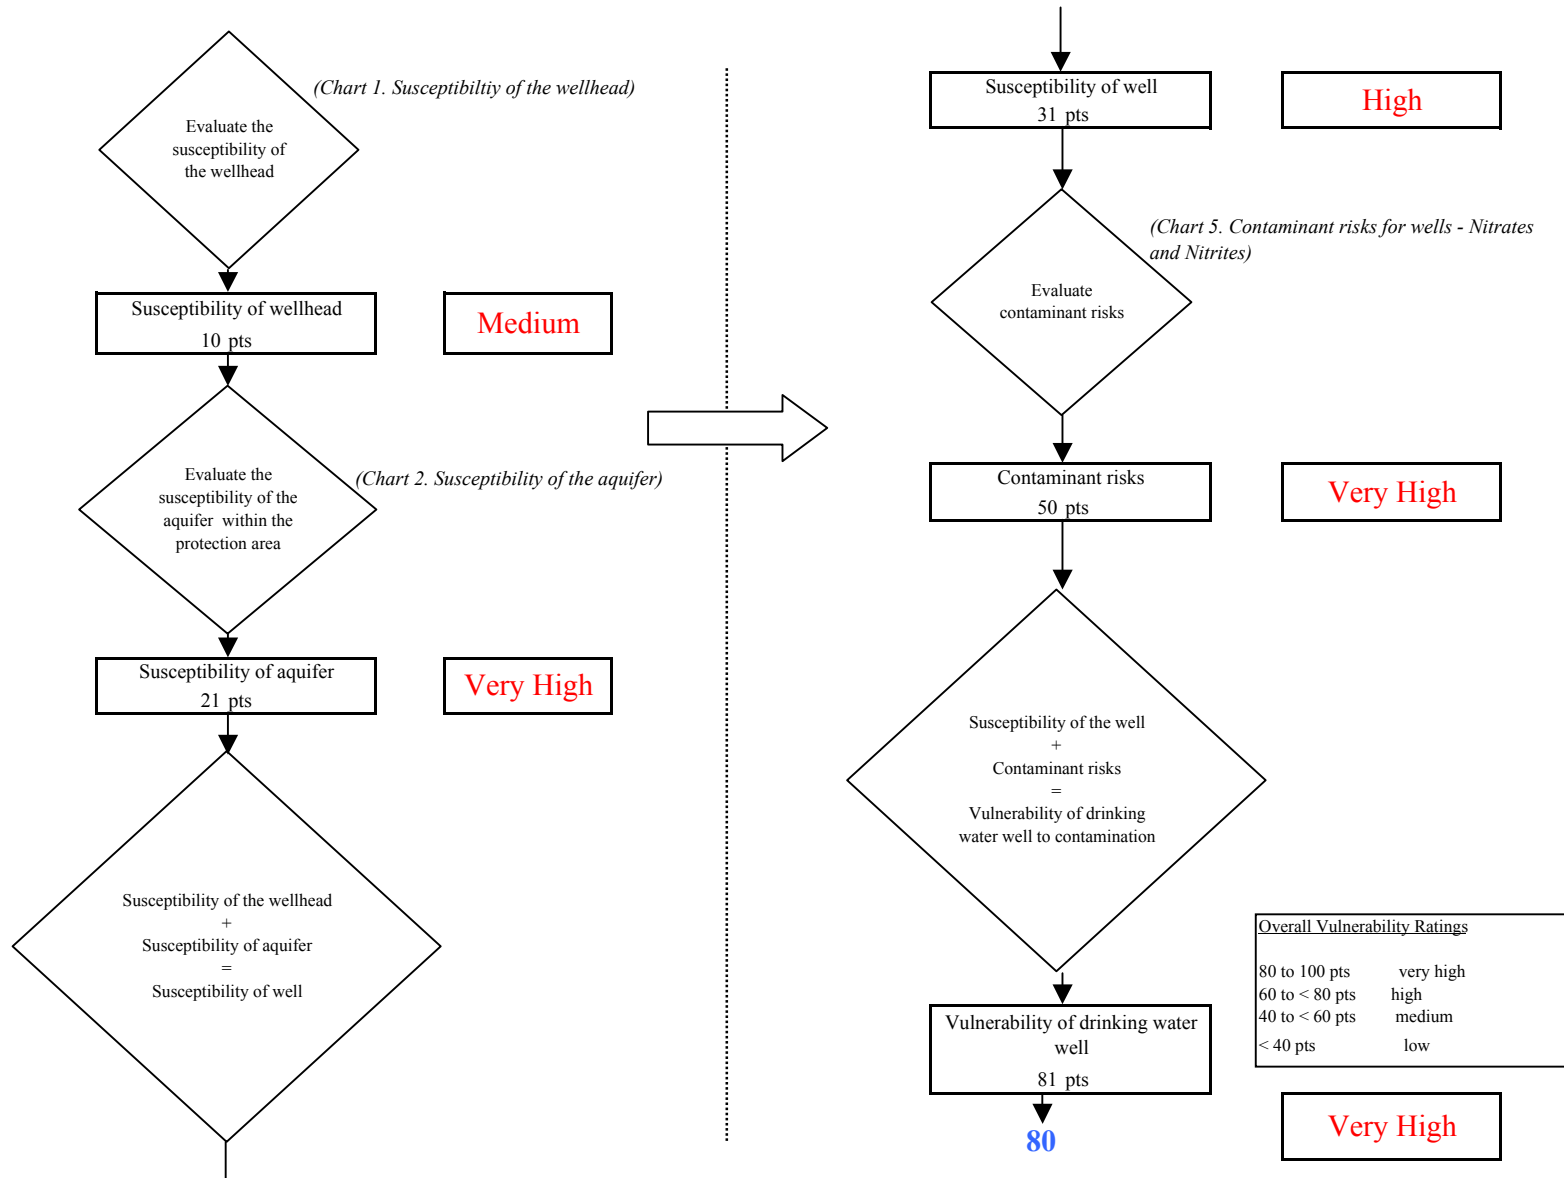 (Chart 1. Susceptibiltiy of the wellhead)
Evaluate the
susceptibility of
the wellhead
Susceptibility of wellhead
10 pts
Medium
(Chart 2. Susceptibility of the aquifer)
Evaluate the
susceptibility of the
aquifer within the
protection area
Susceptibility of aquifer
21 pts
Very High
Susceptibility of the wellhead
+
Susceptibility of aquifer
=
Susceptibility of well
Susceptibility of well
31 pts
High
(Chart 5. Contaminant risks for wells - Nitrates
and Nitrites)
Evaluate
contaminant risks
Contaminant risks
50 pts
Very High
Susceptibility of the well
+
Contaminant risks
=
Vulnerability of drinking
water well to contamination
Overall Vulnerability Ratings
80 to 100 pts very high
60 to < 80 pts high
40 to < 60 pts medium
< 40 pts low
Vulnerability of drinking water
well
81 pts
80
Very High